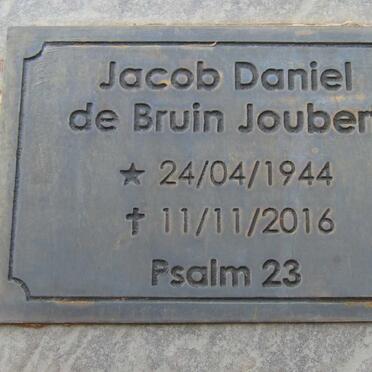 Jacob Daniel
de Bruin Jouber
★ 24/04/1944
✝ 11/11/2016
Psalm 23